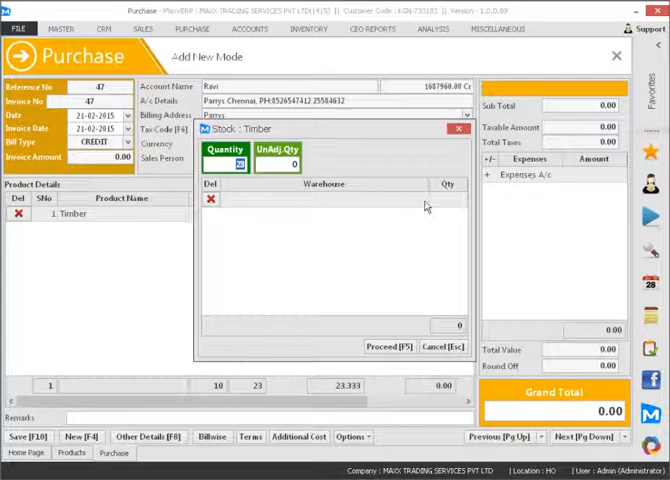 Purchase - MAXXERP : MAXX TRADING SERVICES PVT LTD(1415) || Customer Code : KGN-733183 || Version - 1.0.0.89
FILE MASTER CRM SALES PURCHASE ACCOUNTS INVENTORY CEO REPORTS ANALYSIS MISCELLANEOUS Support
Purchase Add New Mode
Favorites
Reference No 47 Account Name Ravi 1687960.00 Cr
Invoice No 47 A/c Details Parrys Chennai, PH:8526547412 25584632
Sub Total 0.00
Date 21-02-2015 Billing Address Parrys
Invoice Date 21-02-2015 Tax Code [F6] Stock : Timber Taxable Amount 0.00
Bill Type CREDIT Currency Total Taxes 0.00
Invoice Amount 0.00 Sales Person Quantity UnAdj.Qty
23 0
+/- Expenses Amount
+ Expenses A/c
Product Details Del Warehouse Qty
Del SNo Product Name
1 Timber
28
0
0.00
Proceed [F5] Cancel [Esc] Total Value 0.00
Round Off 0.00
1 10 23 23.333 0.00
Grand Total
0.00
Remarks
Save [F10] New [F4] Other Details [F8] Billwise Terms Additional Cost Options Previous [Pg Up] Next [Pg Down]
Home Page Products Purchase
Company : MAXX TRADING SERVICES PVT LTD | Location : HO | User : Admin (Administrator)